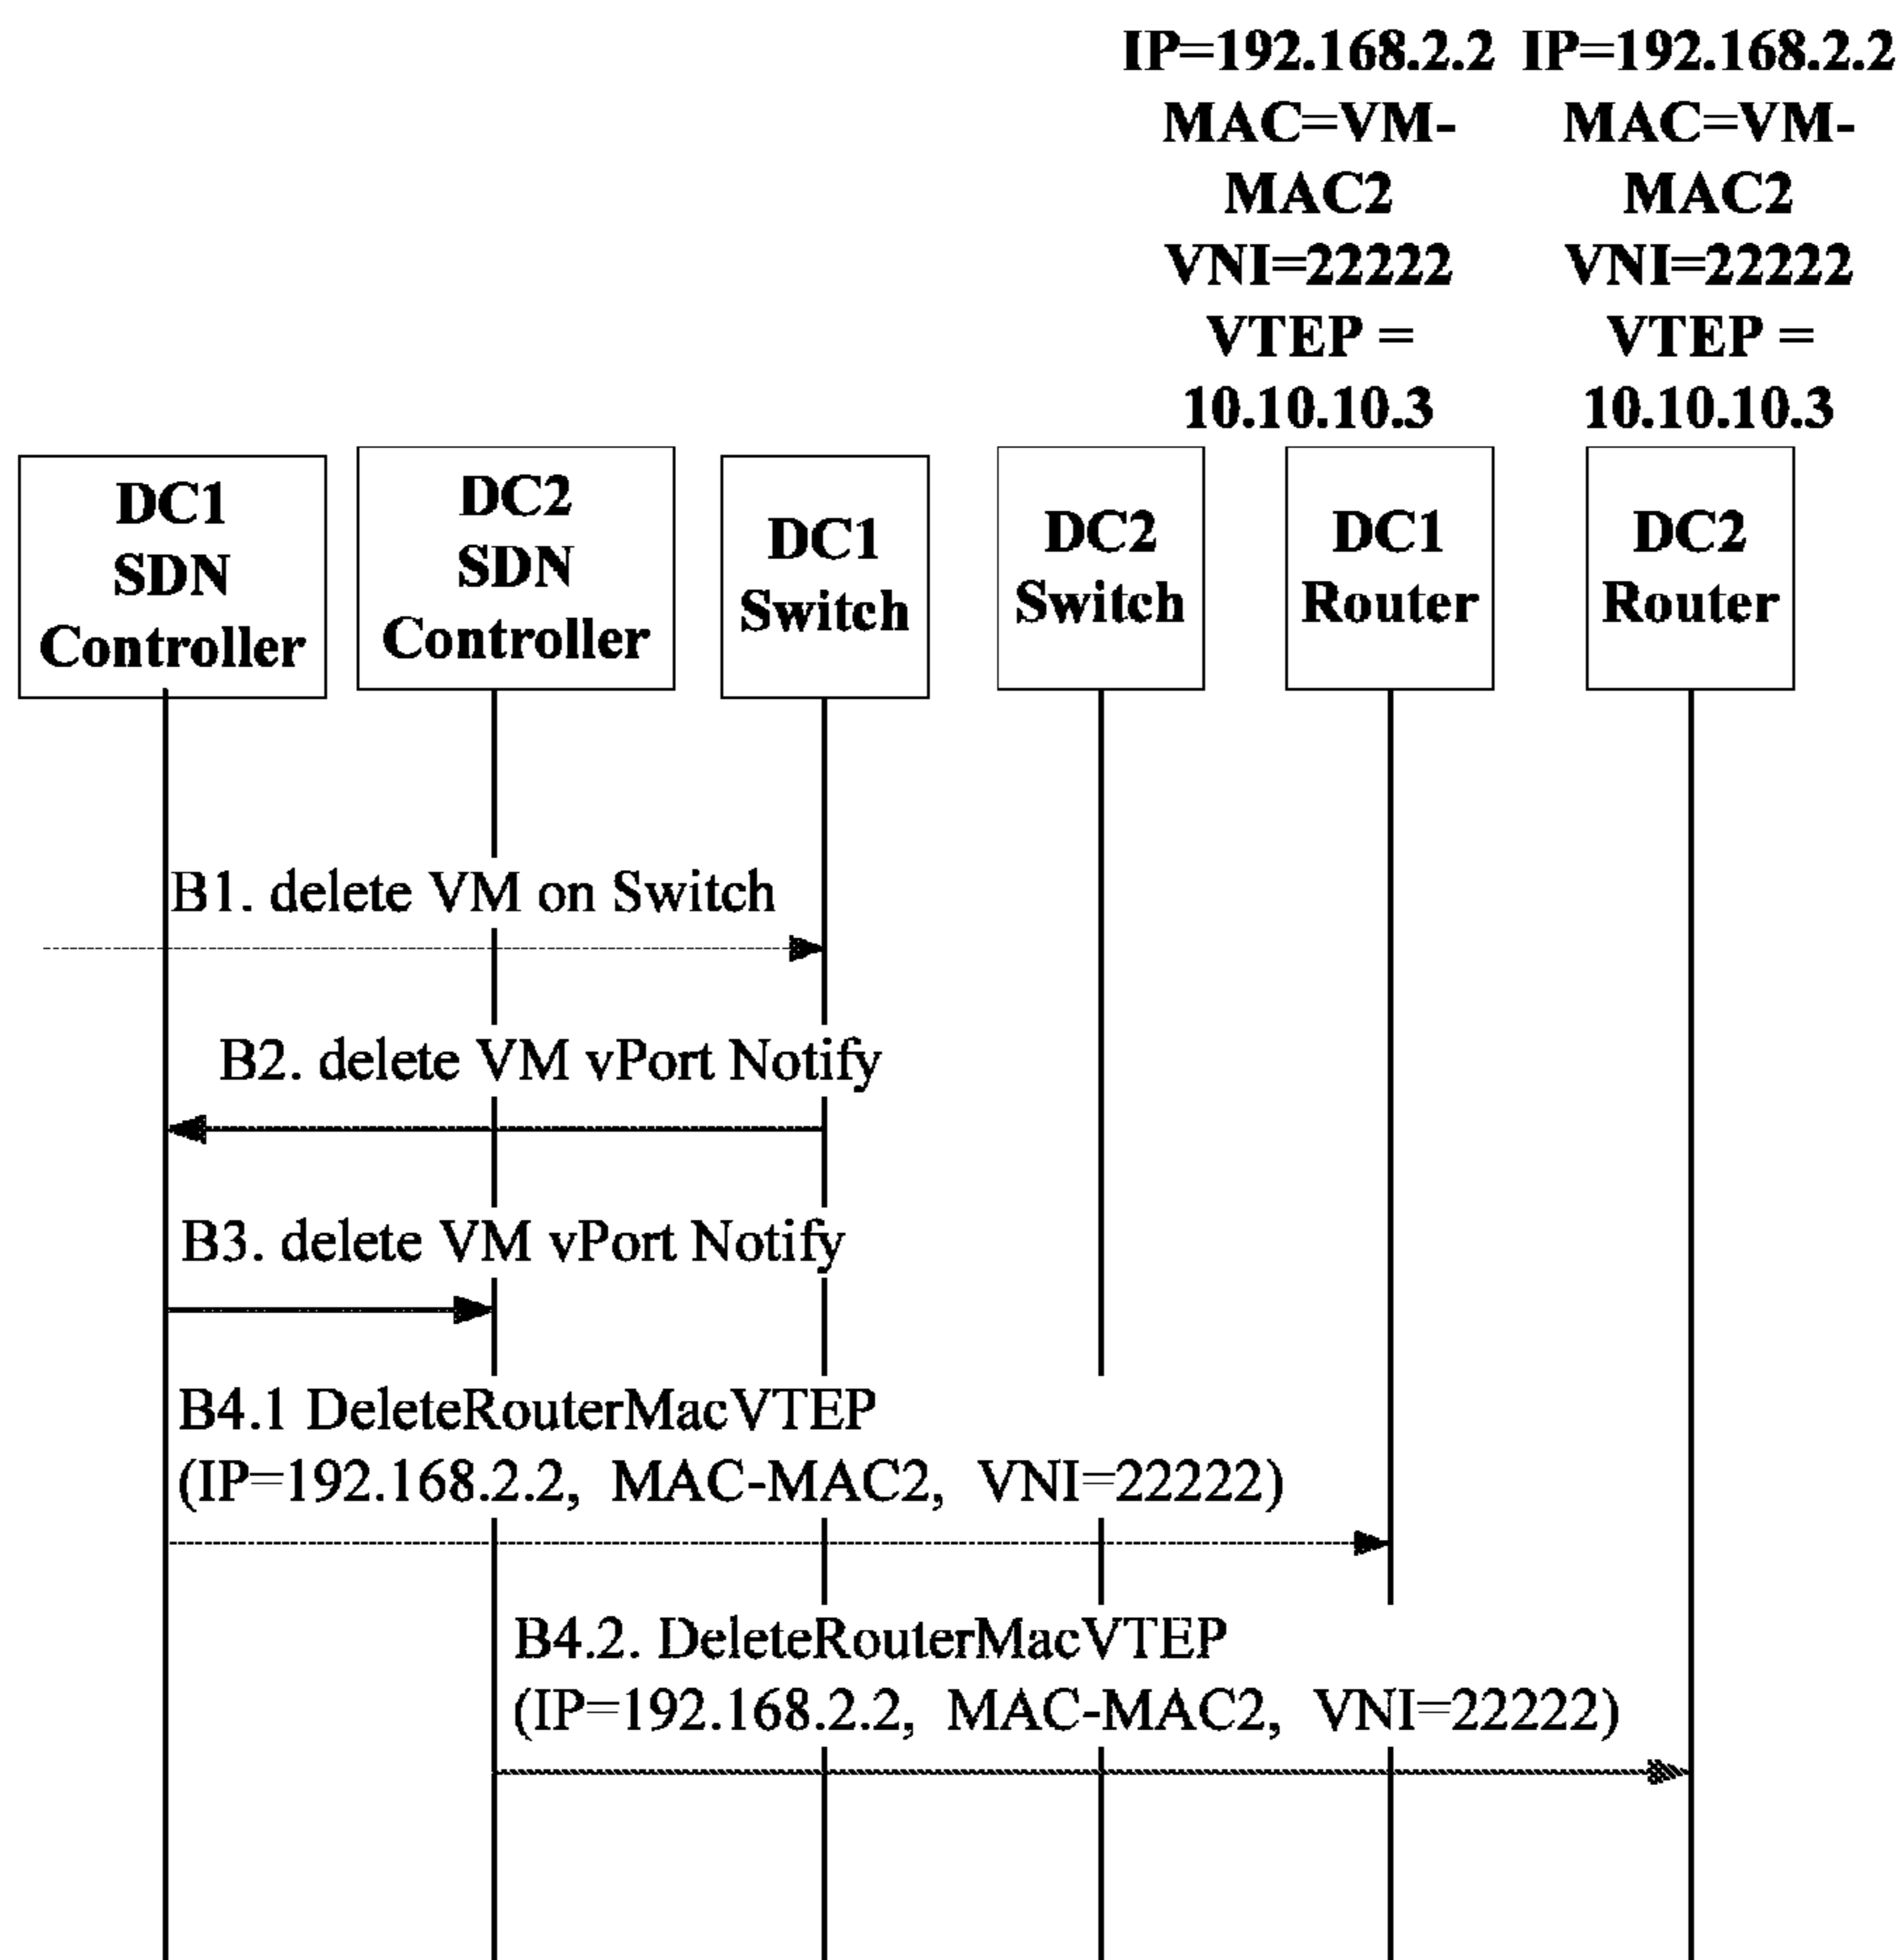 IP=192.168.2.2
MAC=VM-
MAC2
VNI=22222
VTEP =
10.10.10.3
IP=192.168.2.2
MAC=VM-
MAC2
VNI=22222
VTEP =
10.10.10.3
DC1
SDN
Controller
DC2
SDN
Controller
DC1
Switch
DC2
Switch
DC1
Router
DC2
Router
B1. delete VM on Switch
B2. delete VM vPort Notify
B3. delete VM vPort Notify
B4.1 DeleteRouterMacVTEP
(IP=192.168.2.2, MAC-MAC2, VNI=22222)
B4.2. DeleteRouterMacVTEP
(IP=192.168.2.2, MAC-MAC2, VNI=22222)